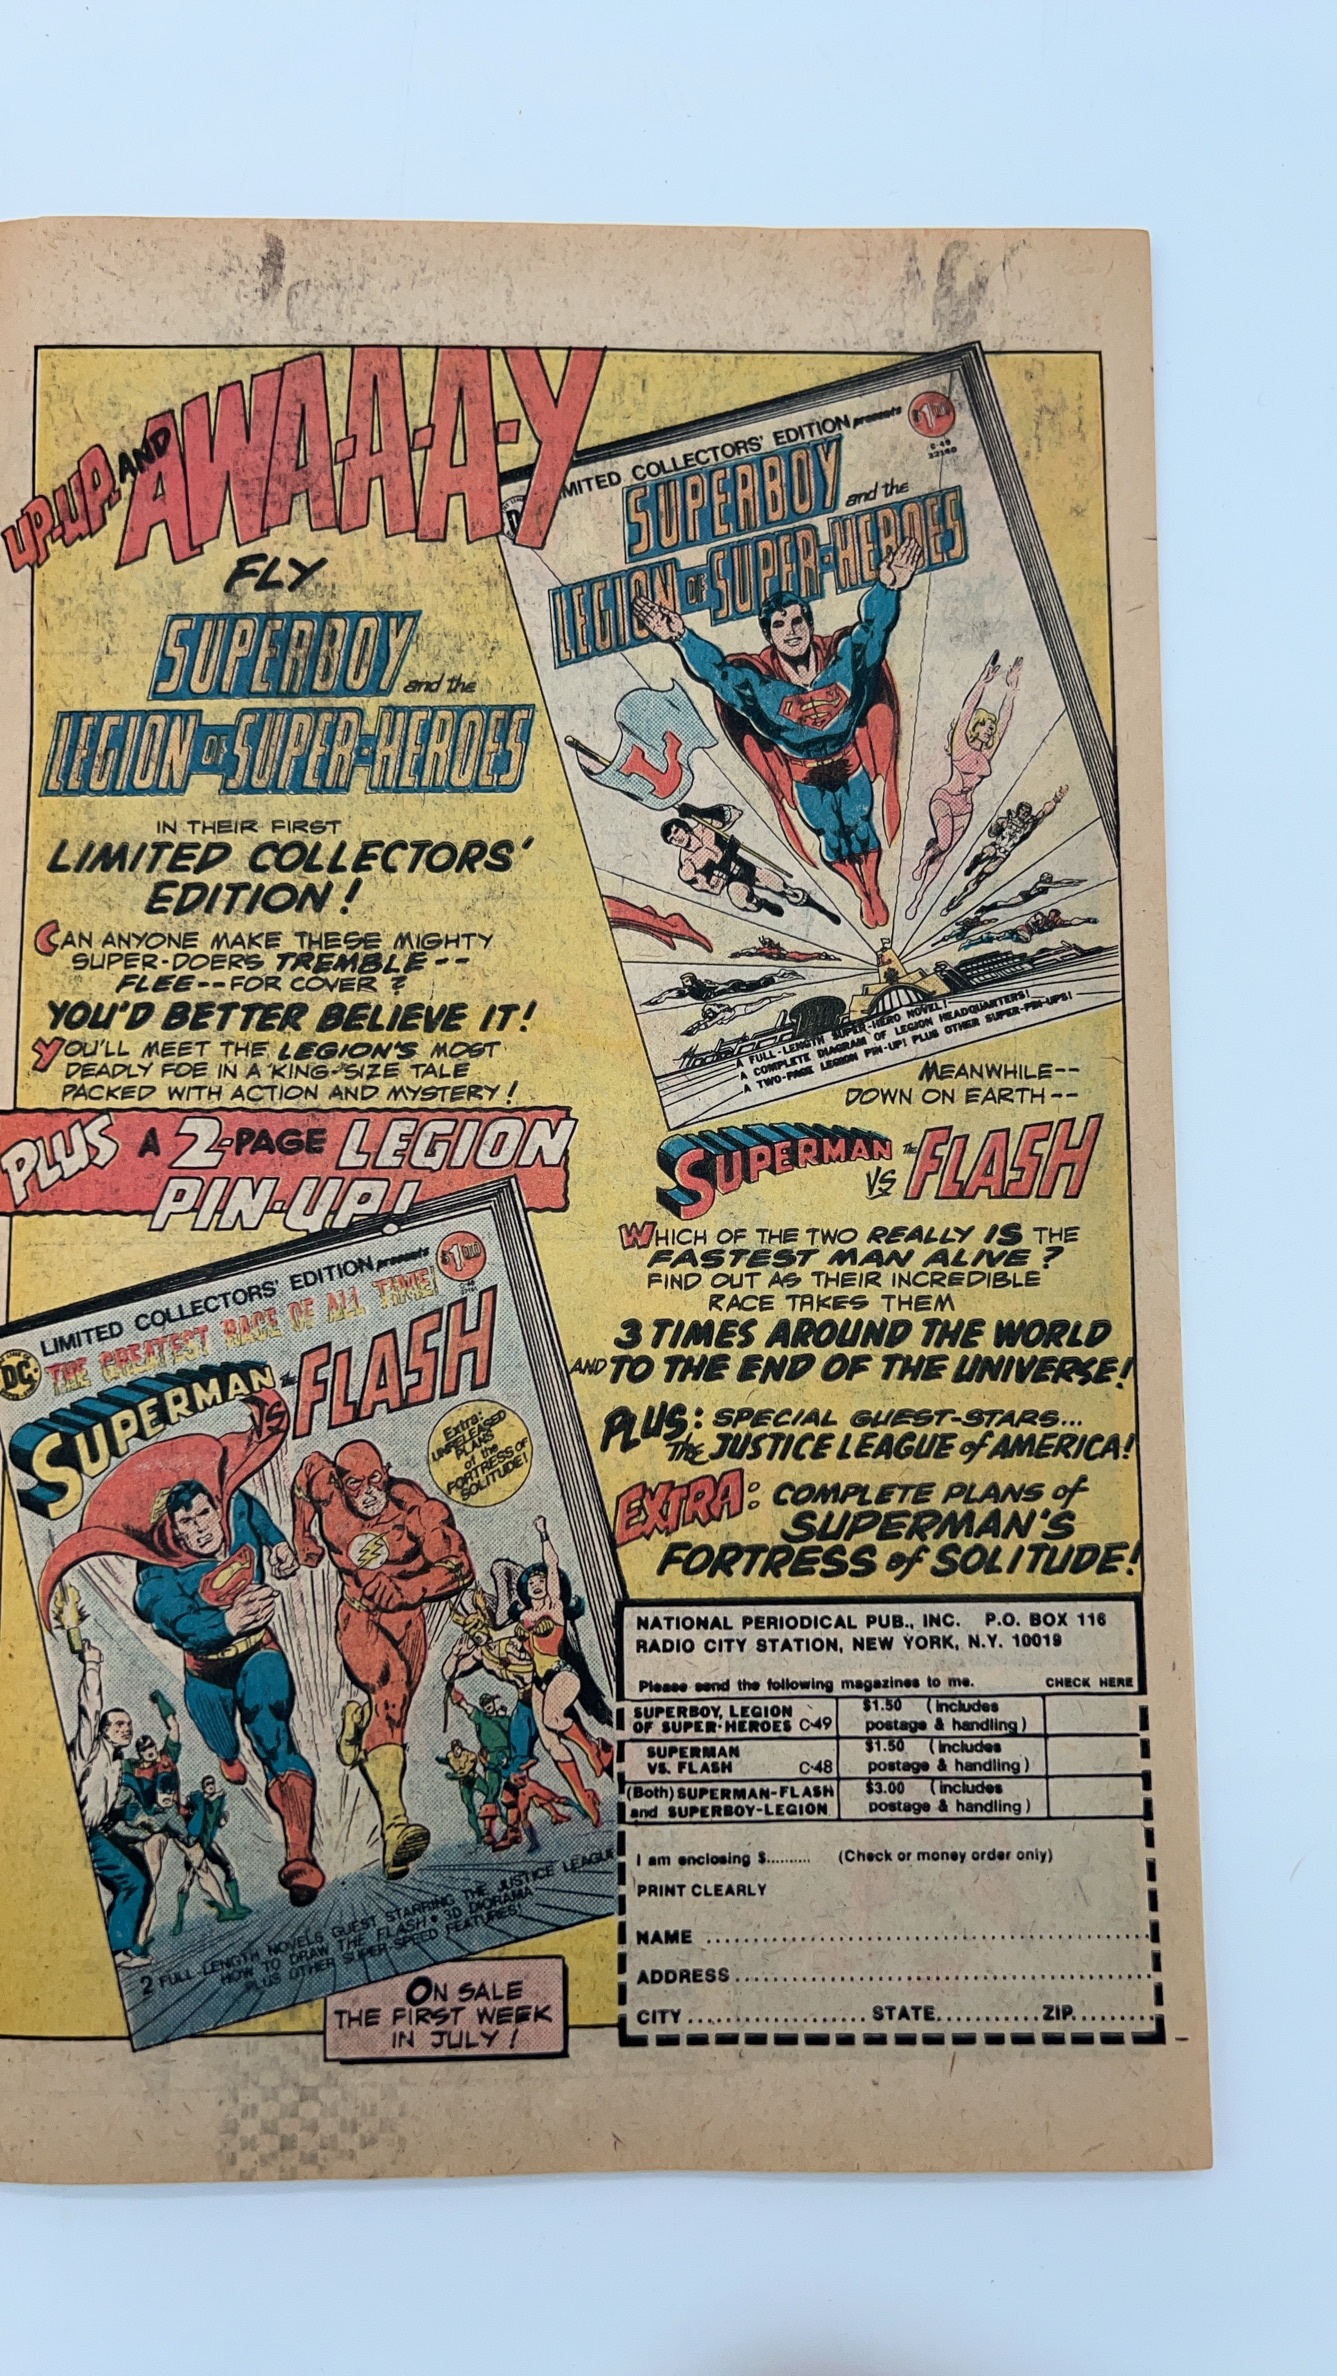 UP-UP-AND
AWA-A-A-Y
FLY
SUPERBOY
and the
LEGION OF SUPER-HEROES
IN THEIR FIRST
LIMITED COLLECTORS'
EDITION!
CAN ANYONE MAKE THESE MIGHTY
SUPER-DOERS TREMBLE--
FLEE--FOR COVER?
YOU'D BETTER BELIEVE IT!
YOU'LL MEET THE LEGION'S MOST
DEADLY FOE IN A KING-SIZE TALE
PACKED WITH ACTION AND MYSTERY!
PLUS A 2-PAGE LEGION
PIN-UP!
MITED COLLECTORS' EDITION presents
$1.00
C-49
SUPERBOY
and the
LEGION OF SUPER-HEROES
L
A FULL-LENGTH SUPER-HERO NOVEL!
A COMPLETE DIAGRAM OF LEGION HEADQUARTERS!
A TWO-PAGE LEGION PIN-UP! PLUS OTHER SUPER-PIN-UPS!
MEANWHILE--
DOWN ON EARTH--
SUPERMAN
VS THE FLASH
WHICH OF THE TWO REALLY IS THE
FASTEST MAN ALIVE?
FIND OUT AS THEIR INCREDIBLE
RACE TAKES THEM
3 TIMES AROUND THE WORLD
AND TO THE END OF THE UNIVERSE!
PLUS: SPECIAL GUEST-STARS...
THE JUSTICE LEAGUE of AMERICA!
EXTRA: COMPLETE PLANS of
SUPERMAN'S
FORTRESS of SOLITUDE!
LIMITED COLLECTORS' EDITION presents
$1.00
DC
THE GREATEST RACE OF ALL TIME!
SUPERMAN
VS THE FLASH
Extra:
UNRELEASED
PLANS
of the
FORTRESS OF
SOLITUDE!
2 FULL-LENGTH NOVELS GUEST STARRING THE JUSTICE LEAGUE
HOW TO DRAW THE FLASH • 3D DIORAMA
PLUS OTHER SUPER-SPEED FEATURES!
ON SALE
THE FIRST WEEK
IN JULY!
NATIONAL PERIODICAL PUB., INC. P.O. BOX 116
RADIO CITY STATION, NEW YORK, N.Y. 10019
Please send the following magazines to me. CHECK HERE
SUPERBOY, LEGION
OF SUPER-HEROES C-49
$1.50 (includes
postage & handling)
SUPERMAN
VS. FLASH C-48
$1.50 (includes
postage & handling)
(Both) SUPERMAN-FLASH
and SUPERBOY-LEGION
$3.00 (includes
postage & handling)
I am enclosing $.......... (Check or money order only)
PRINT CLEARLY
NAME ..........
ADDRESS..........
CITY.......... STATE.......... ZIP..........